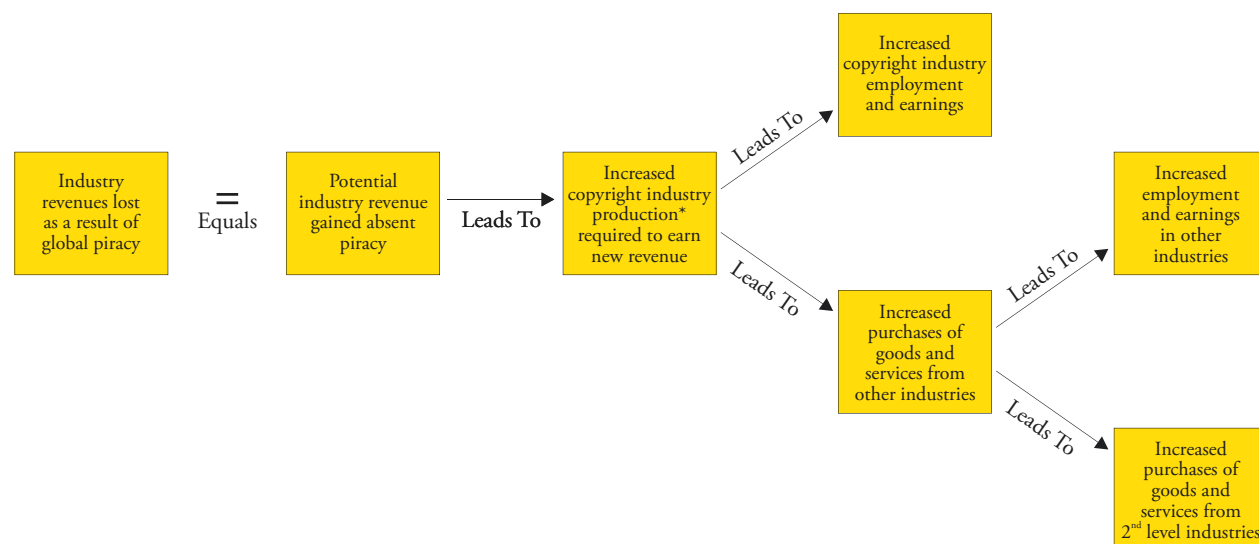 Increased
copyright industry
employment
and earnings
Leads To
Industry
revenues lost
as a result of
global piracy
=
Equals
Potential
industry revenue
gained absent
piracy
Leads To
Increased
copyright industry
production*
required to earn
new revenue
Increased
employment
and earnings
in other
industries
Leads To
Leads To
Increased
purchases of
goods and
services from
other industries
Leads To
Increased
purchases of
goods and
services from
2nd level industries